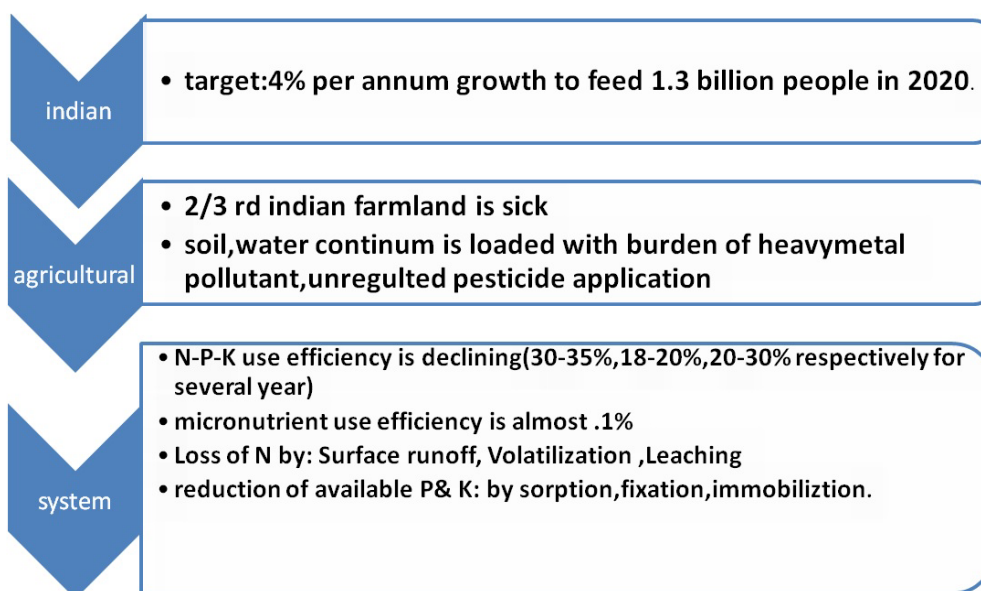 indian
• target:4% per annum growth to feed 1.3 billion people in 2020.
agricultural
• 2/3 rd indian farmland is sick
• soil,water continum is loaded with burden of heavymetal
pollutant,unregulted pesticide application
system
• N-P-K use efficiency is declining(30-35%,18-20%,20-30% respectively for
several year)
• micronutrient use efficiency is almost .1%
• Loss of N by: Surface runoff, Volatilization ,Leaching
• reduction of available P& K: by sorption,fixation,immobiliztion.